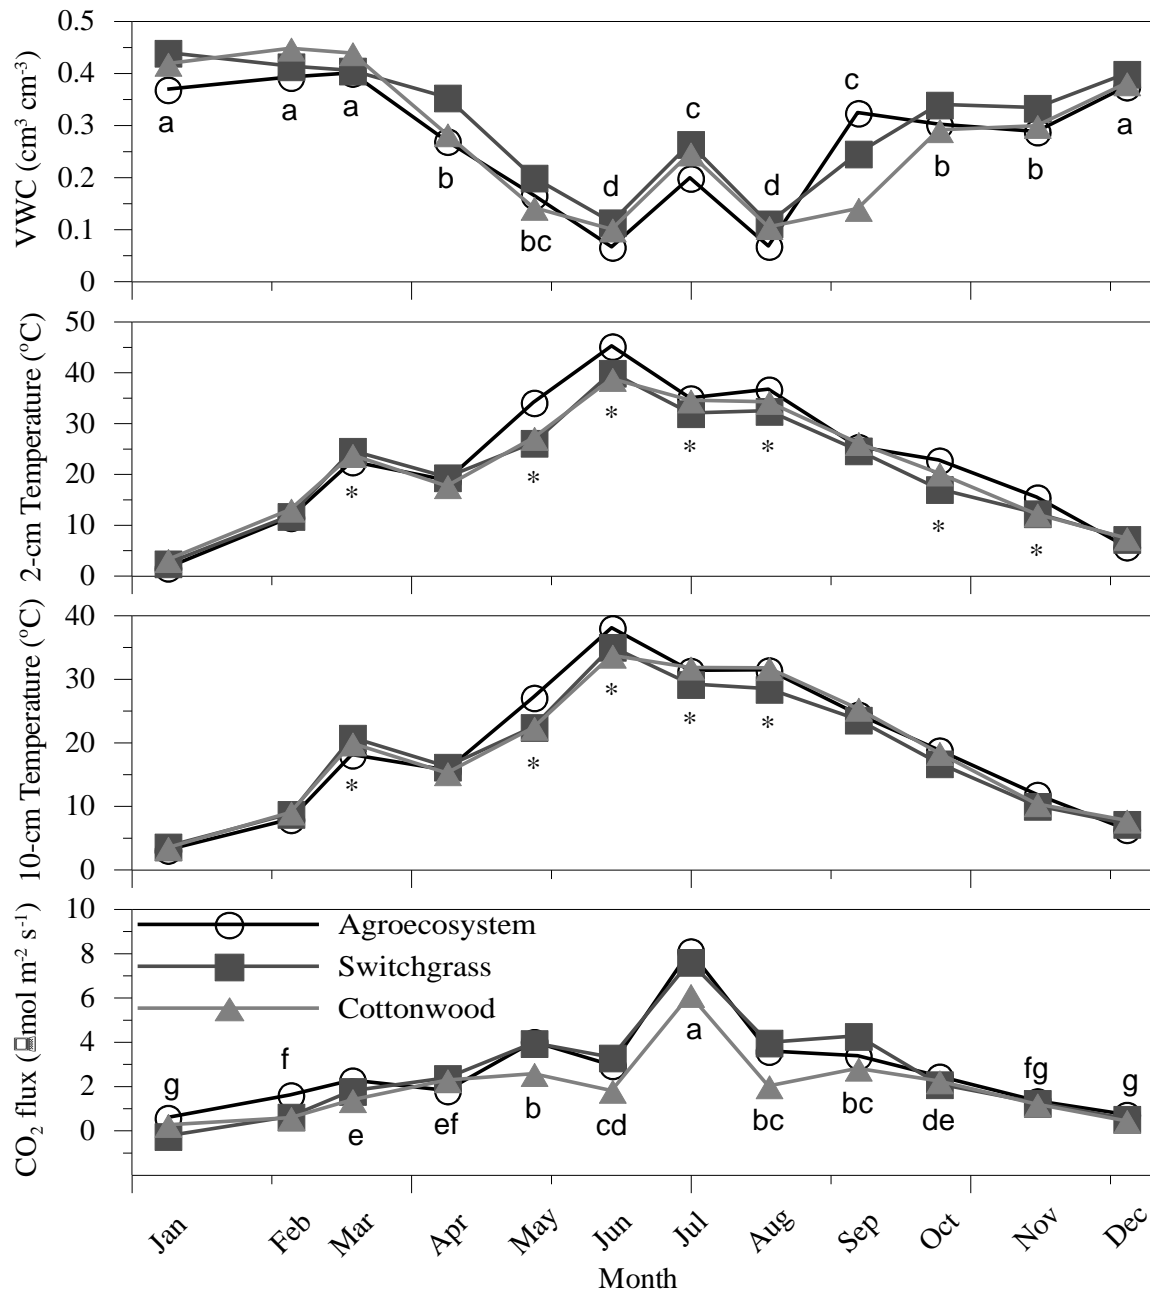 VWC (cm³ cm⁻³)
0.5
0.4
0.3
0.2
0.1
0
a
a
a
b
bc
d
c
d
c
b
b
a
2-cm Temperature (°C)
50
40
30
20
10
0
*
*
*
*
*
*
*
10-cm Temperature (°C)
40
30
20
10
0
*
*
*
*
*
CO₂ flux (mol m⁻² s⁻¹)
10
8
6
4
2
0
Agroecosystem
Switchgrass
Cottonwood
g
f
e
ef
b
cd
a
bc
bc
de
fg
g
Jan
Feb
Mar
Apr
May
Jun
Jul
Aug
Sep
Oct
Nov
Dec
Month